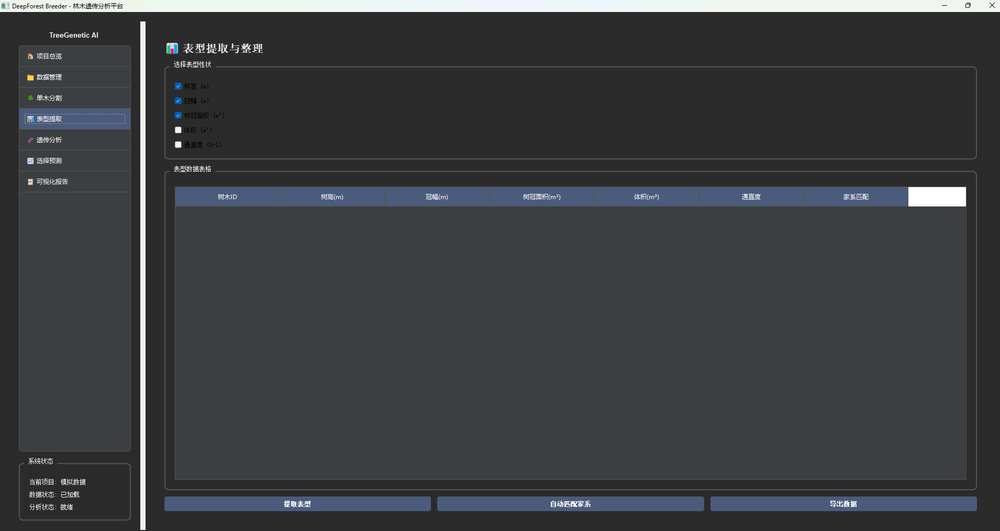 DeepForest Breeder - 林木遗传分析平台
TreeGenetic AI
项目总览
数据管理
单木分割
表型提取
遗传分析
选择预测
可视化报告
系统状态
当前项目: 模拟数据
数据状态: 已加载
分析状态: 就绪
表型提取与整理
选择表型性状
树高 (m)
冠幅 (m)
树冠面积 (m²)
体积 (m³)
通直度 (0-1)
表型数据表格
树木ID 树高(m) 冠幅(m) 树冠面积(m²) 体积(m³) 通直度 家系匹配
提取表型 自动匹配家系 导出数据